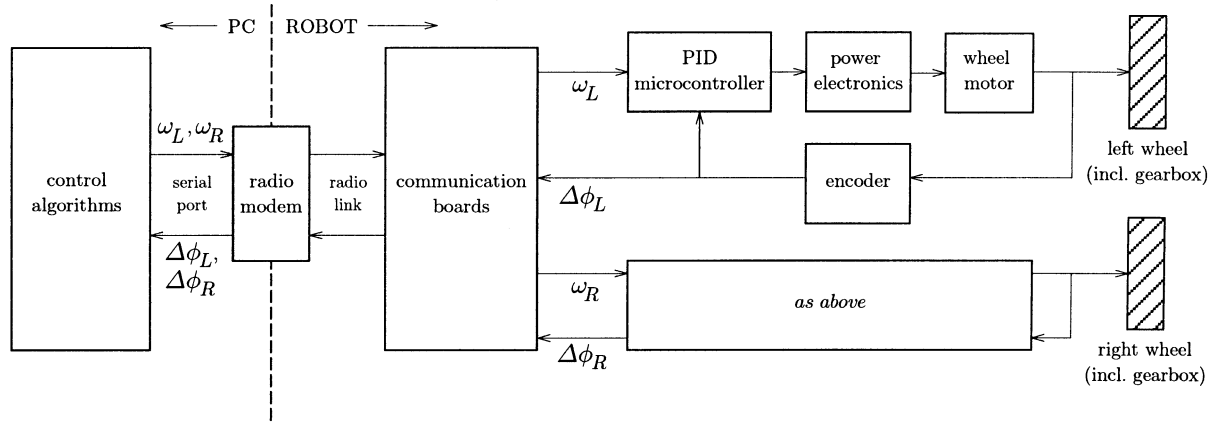 PC
ROBOT
control
algorithms
ω_L, ω_R
serial
port
Δϕ_L,
Δϕ_R
radio
modem
radio
link
communication
boards
ω_L
PID
microcontroller
power
electronics
wheel
motor
left wheel
(incl. gearbox)
Δϕ_L
encoder
ω_R
as above
Δϕ_R
right wheel
(incl. gearbox)